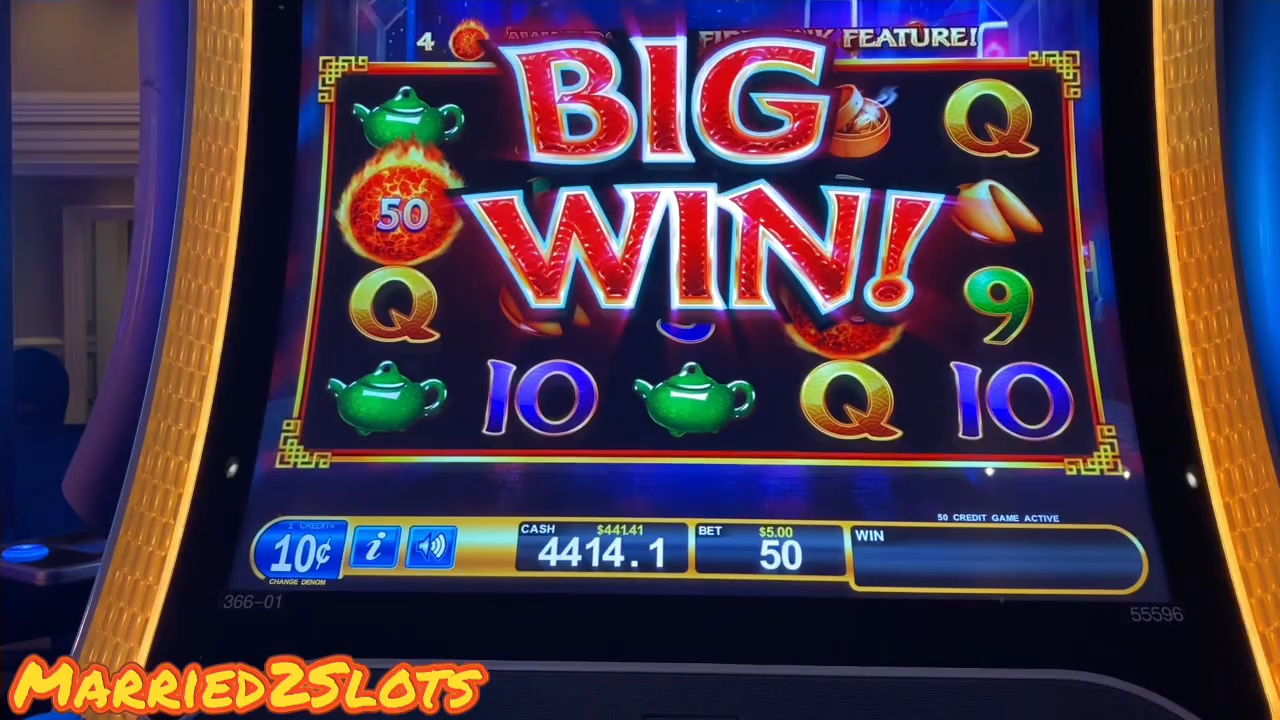 4 FEATURE!
BIG
WIN!
Q
50
Q 9
10 Q 10
50 CREDIT GAME ACTIVE
1 CREDIT=
10¢
CHANGE DENOM
i
CASH $441.41
4414.1
BET $5.00
50
WIN
366-01
55596
MARRIED2SLOTS